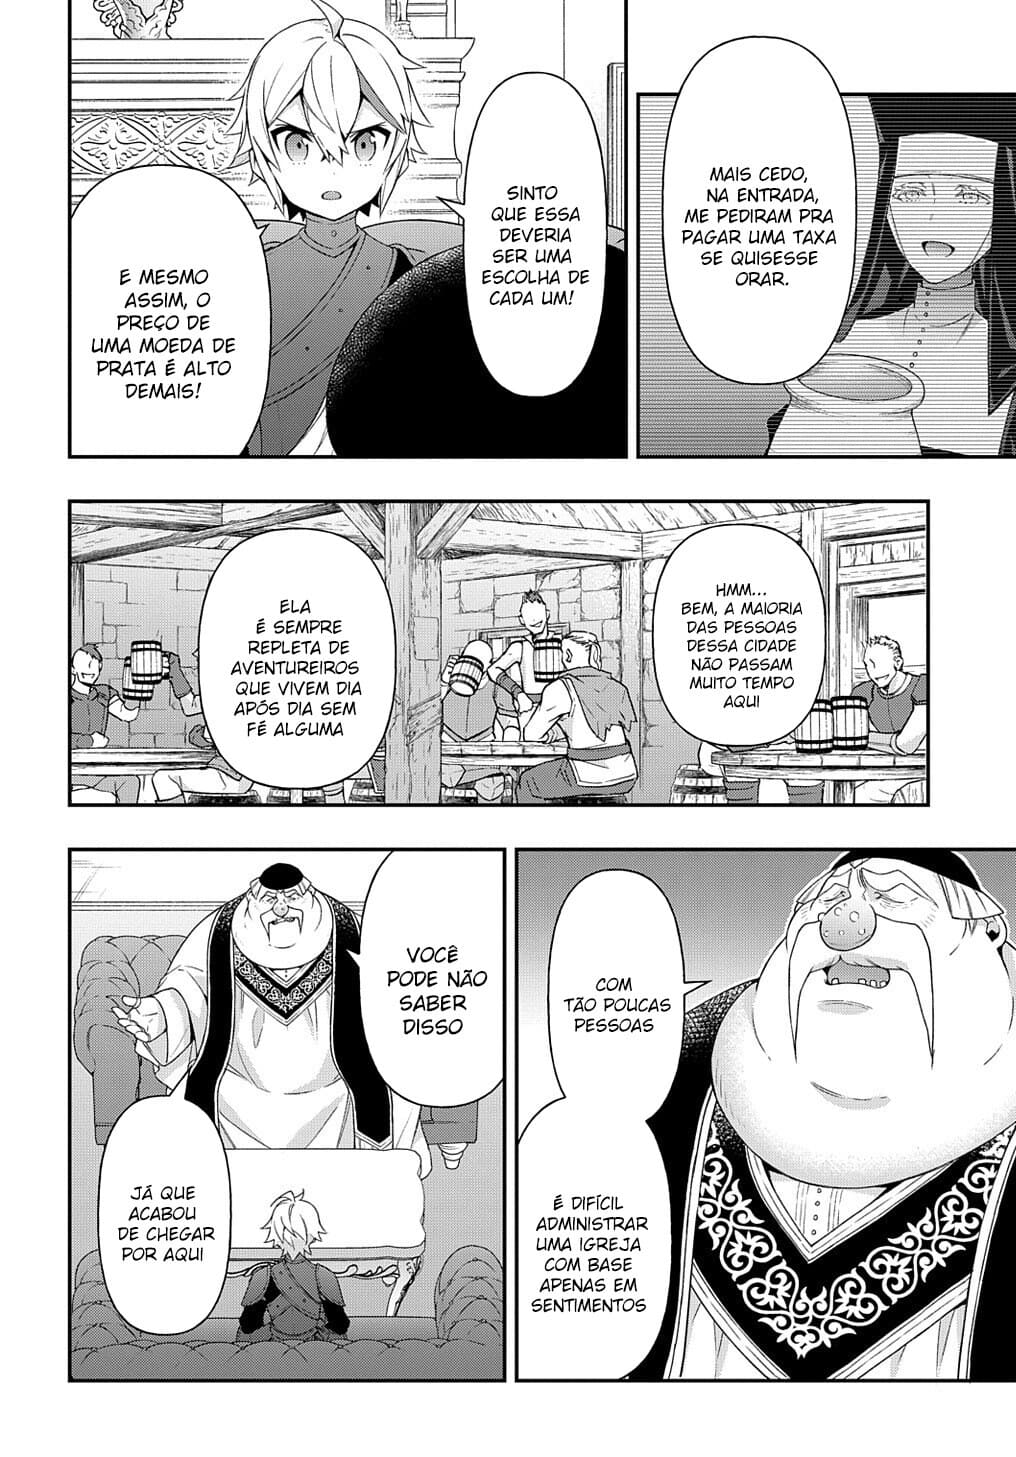 MAIS CEDO,
NA ENTRADA,
ME PEDIRAM PRA
PAGAR UMA TAXA
SE QUISESSE
ORAR.
SINTO
QUE ESSA
DEVERIA
SER UMA
ESCOLHA DE
CADA UM!
E MESMO
ASSIM, O
PREÇO DE
UMA MOEDA DE
PRATA É ALTO
DEMAIS!
HMM...
BEM, A MAIORIA
DAS PESSOAS
DESSA CIDADE
NÃO PASSAM
MUITO TEMPO
AQUI
ELA
É SEMPRE
REPLETA DE
AVENTUREIROS
QUE VIVEM DIA
APÓS DIA SEM
FÉ ALGUMA
COM
TÃO POUCAS
PESSOAS
É DIFÍCIL
ADMINISTRAR
UMA IGREJA
COM BASE
APENAS EM
SENTIMENTOS
VOCÊ
PODE NÃO
SABER
DISSO
JÁ QUE
ACABOU
DE CHEGAR
POR AQUI